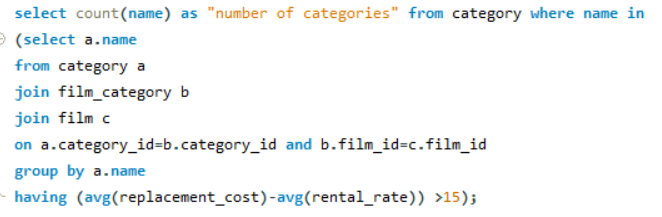 select count(name) as "number of categories" from category where name in
(select a.name
from category a
join film_category b
join film c
on a.category_id=b.category_id and b.film_id=c.film_id
group by a.name
having (avg(replacement_cost)-avg(rental_rate)) >15);